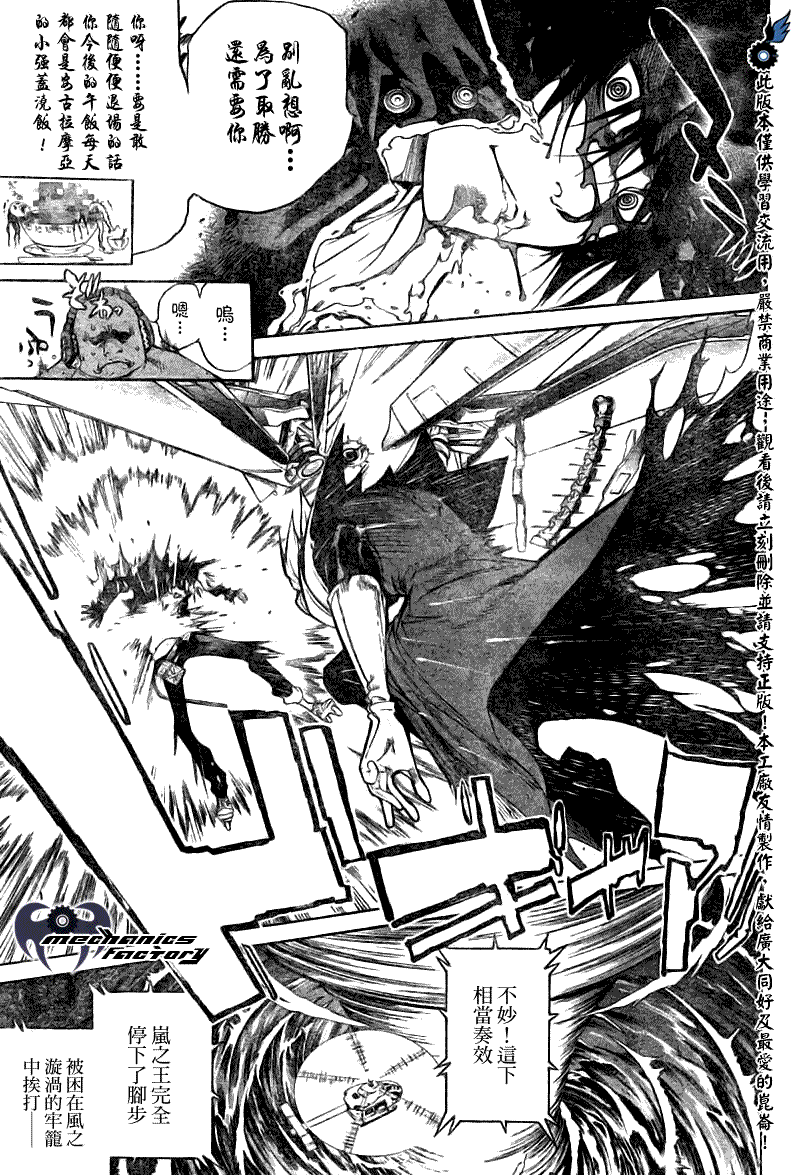 別亂想啊…
為了取勝
還需要你
你呀……要是敢
隨隨便便退場的話
你今後的午飯每天
都會是安古拉摩亞
的小强蓋澆飯！
嗚…
嗯…
不妙！這下
相當奏效
嵐之王完全
停下了腳步
被困在風之
漩渦的牢籠
中挨打——
mechanics
factory
此版本僅供學習交流用，嚴禁商業用途…觀看後請立刻刪除並請支持正版！本工廠友情製作，獻給廣大同好及最愛的崑崙！